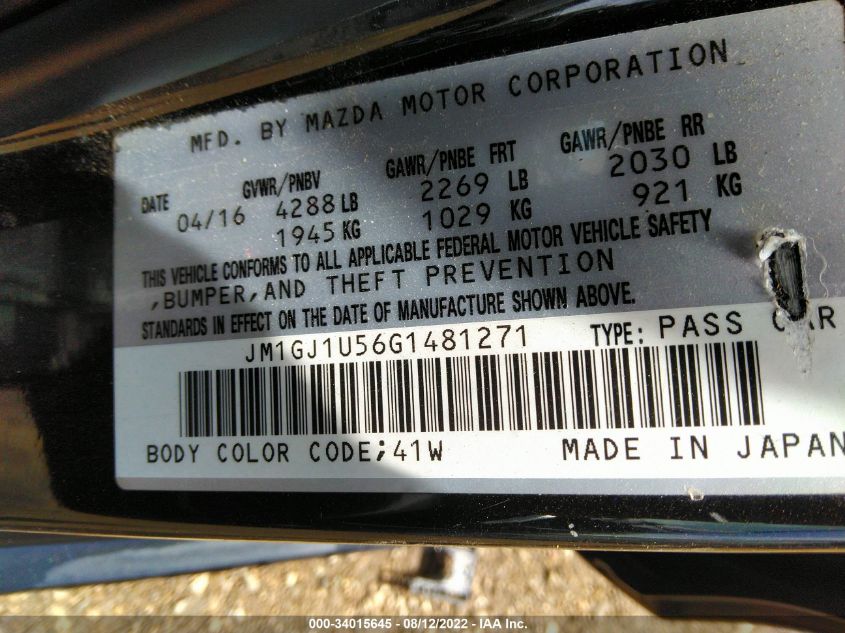 MFD. BY MAZDA MOTOR CORPORATION
DATE GVWR/PNBV GAWR/PNBE FRT GAWR/PNBE RR
04/16 4288 LB 2269 LB 2030 LB
1945 KG 1029 KG 921 KG
THIS VEHICLE CONFORMS TO ALL APPLICABLE FEDERAL MOTOR VEHICLE SAFETY
,BUMPER,AND THEFT PREVENTION
STANDARDS IN EFFECT ON THE DATE OF MANUFACTURE SHOWN ABOVE.
JM1GJ1U56G1481271 TYPE: PASS CAR
BODY COLOR CODE;41W MADE IN JAPAN
000-34015645 - 08/12/2022 - IAA Inc.